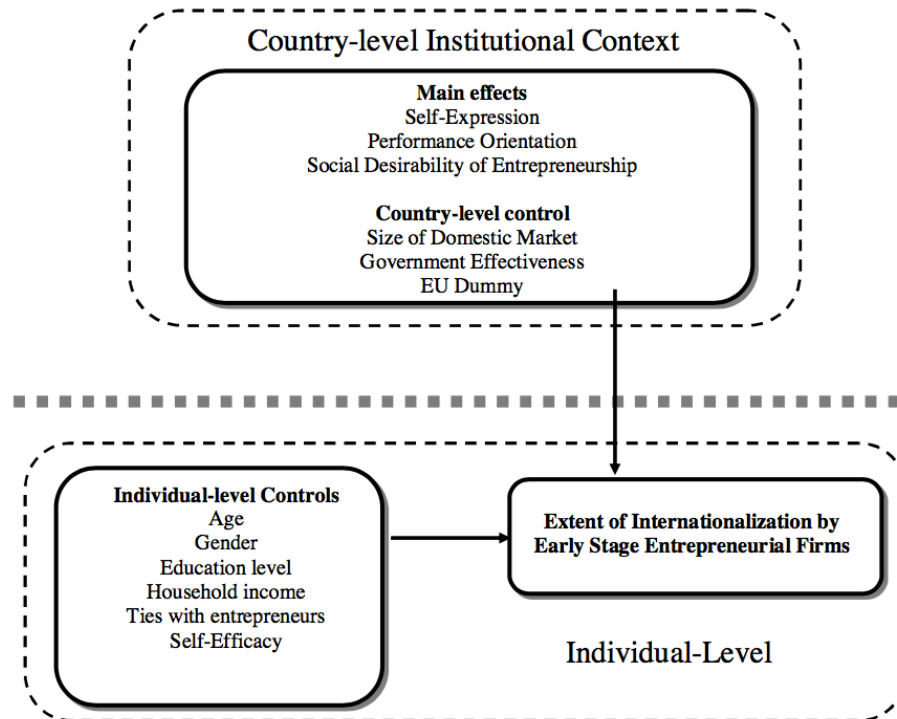 Country-level Institutional Context
Main effects
Self-Expression
Performance Orientation
Social Desirability of Entrepreneurship
Country-level control
Size of Domestic Market
Government Effectiveness
EU Dummy
Individual-level Controls
Age
Gender
Education level
Household income
Ties with entrepreneurs
Self-Efficacy
Extent of Internationalization by
Early Stage Entrepreneurial Firms
Individual-Level